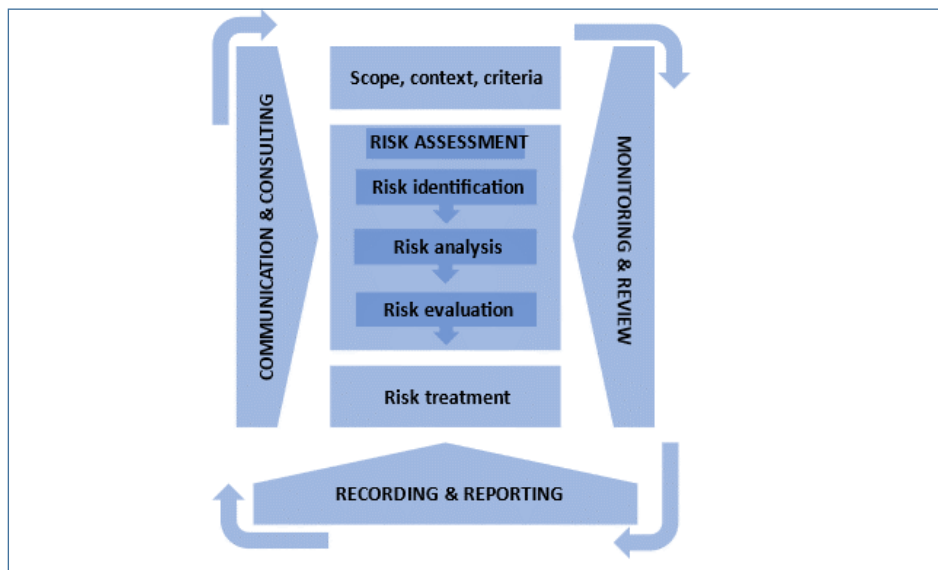 Scope, context, criteria
RISK ASSESSMENT
Risk identification
Risk analysis
Risk evaluation
Risk treatment
COMMUNICATION & CONSULTING
MONITORING & REVIEW
RECORDING & REPORTING